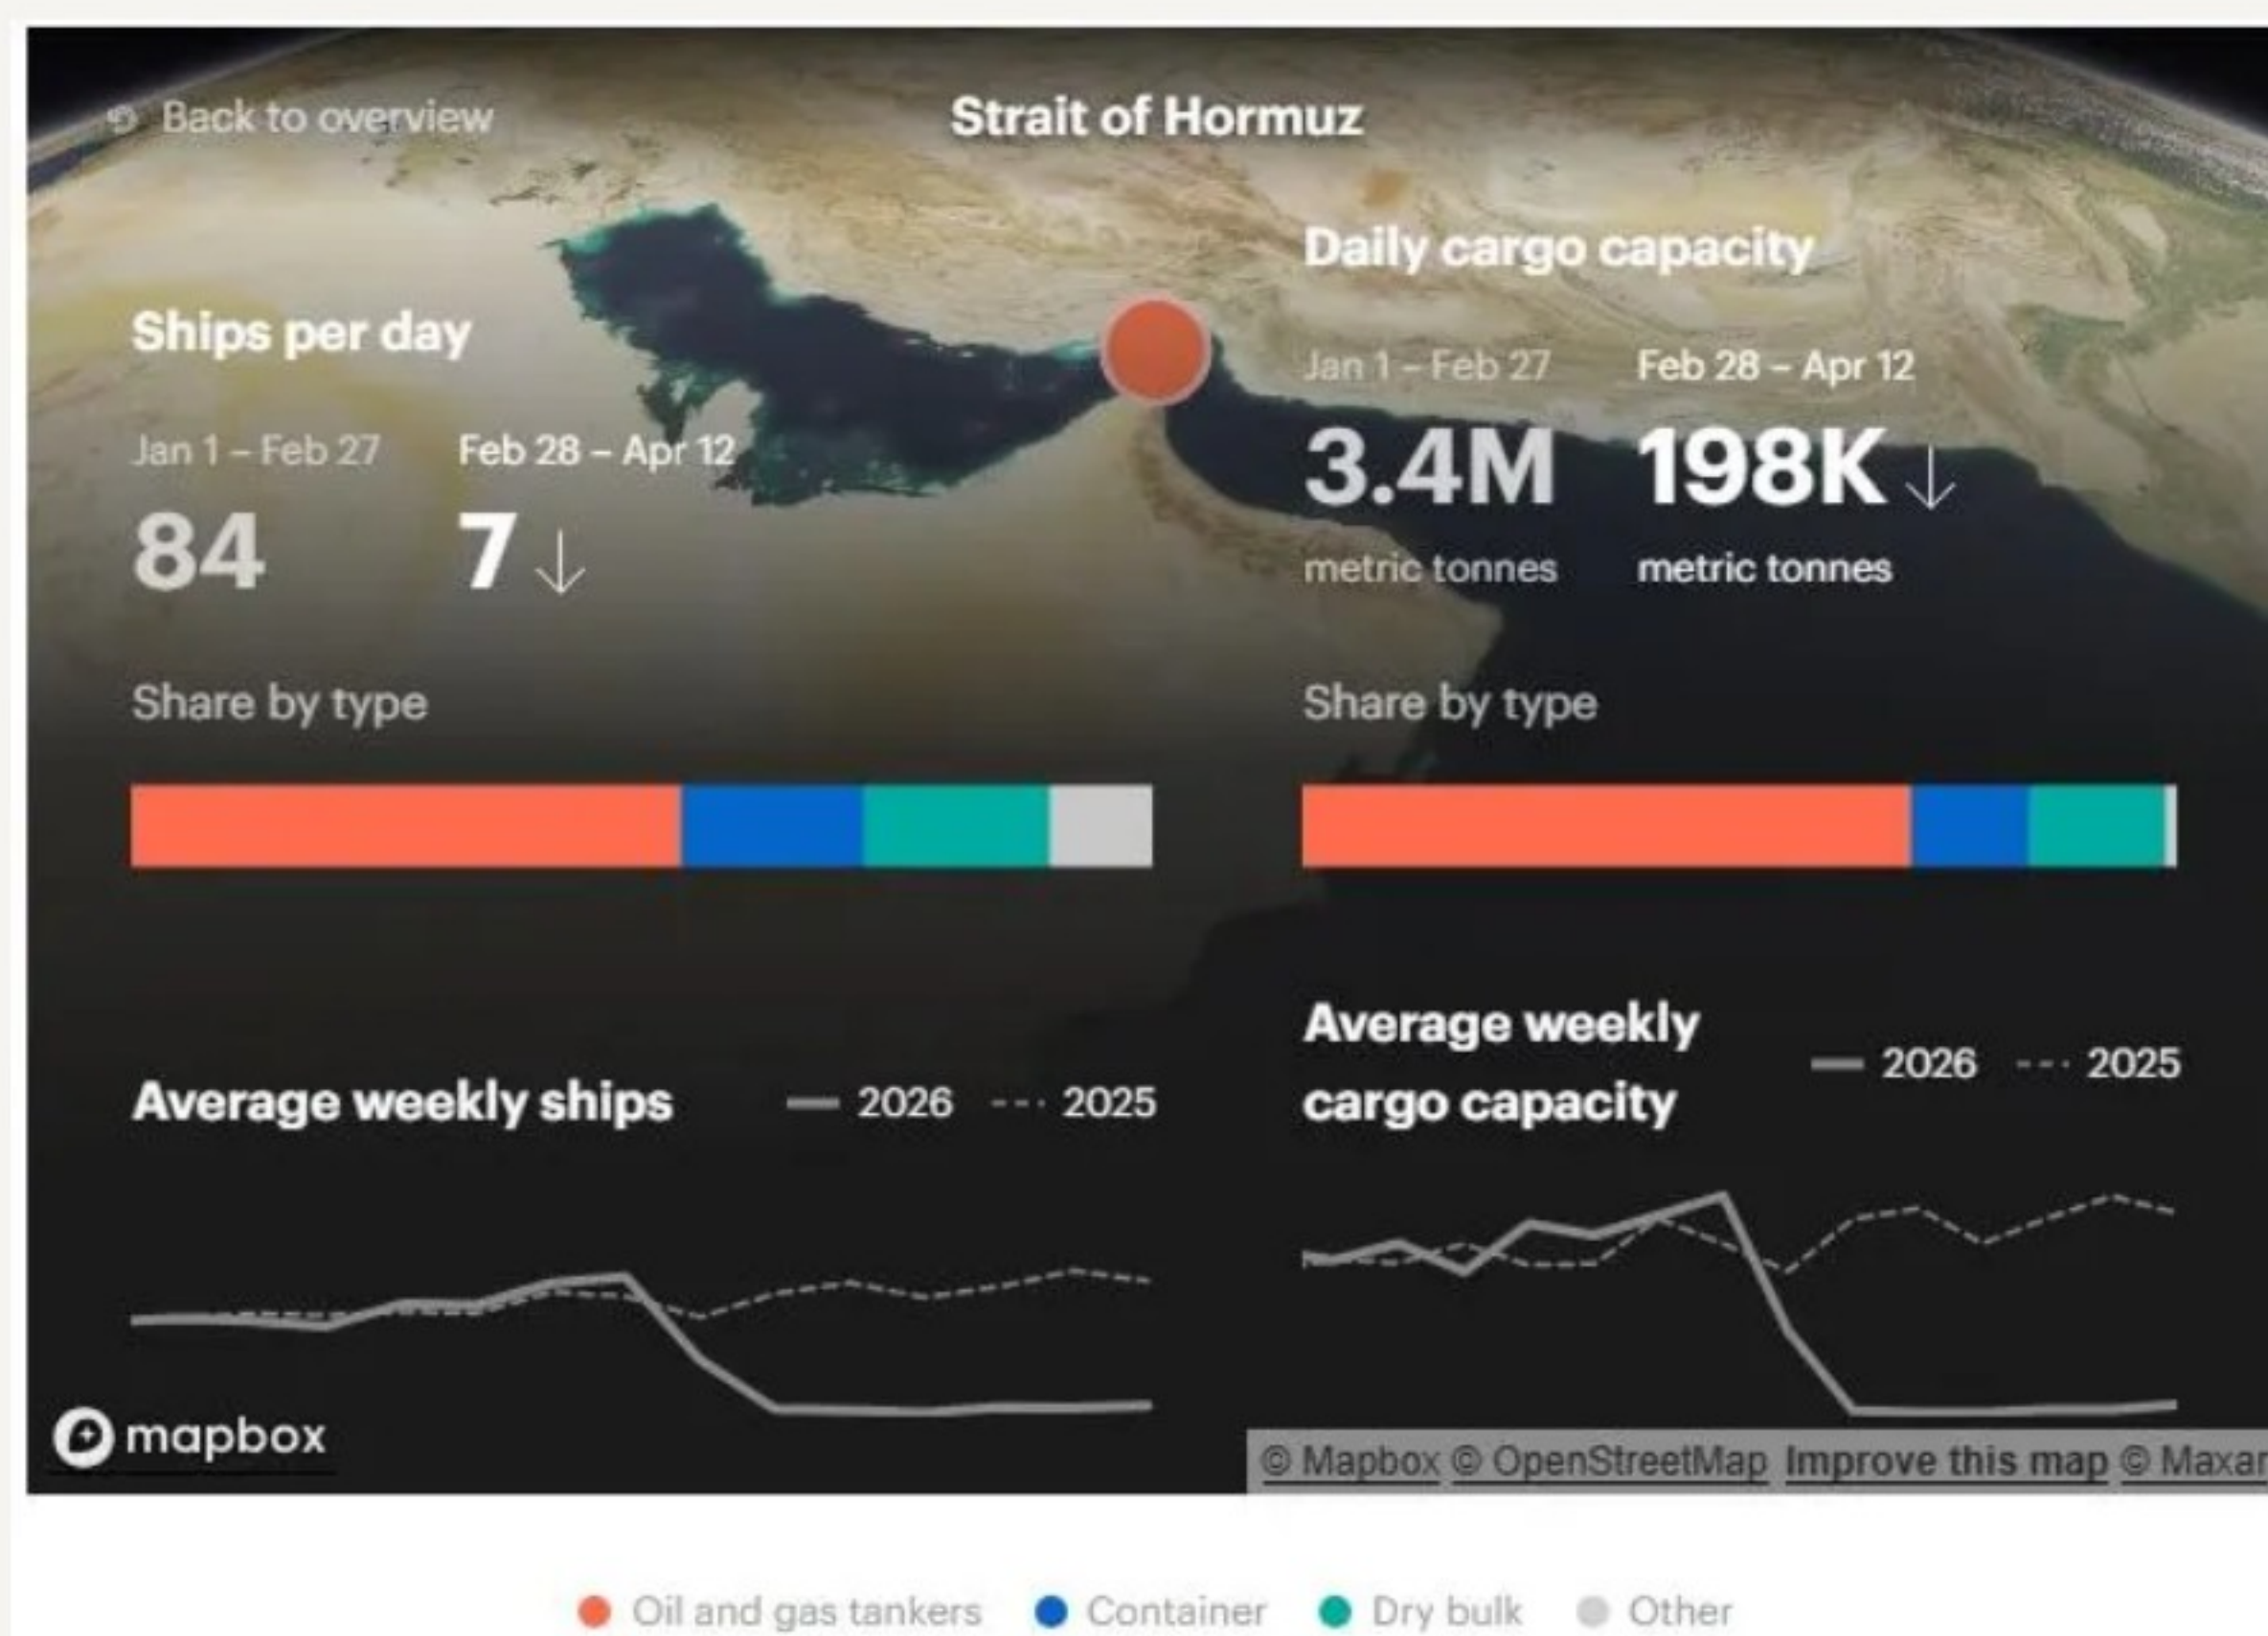 Back to overview
Strait of Hormuz
Ships per day
Jan 1 – Feb 27 Feb 28 – Apr 12
84 7 ↓
Share by type
Average weekly ships 2026 2025
Daily cargo capacity
Jan 1 – Feb 27 Feb 28 – Apr 12
3.4M 198K ↓
metric tonnes metric tonnes
Share by type
Average weekly
cargo capacity 2026 2025
mapbox
© Mapbox © OpenStreetMap Improve this map © Maxar
Oil and gas tankers Container Dry bulk Other